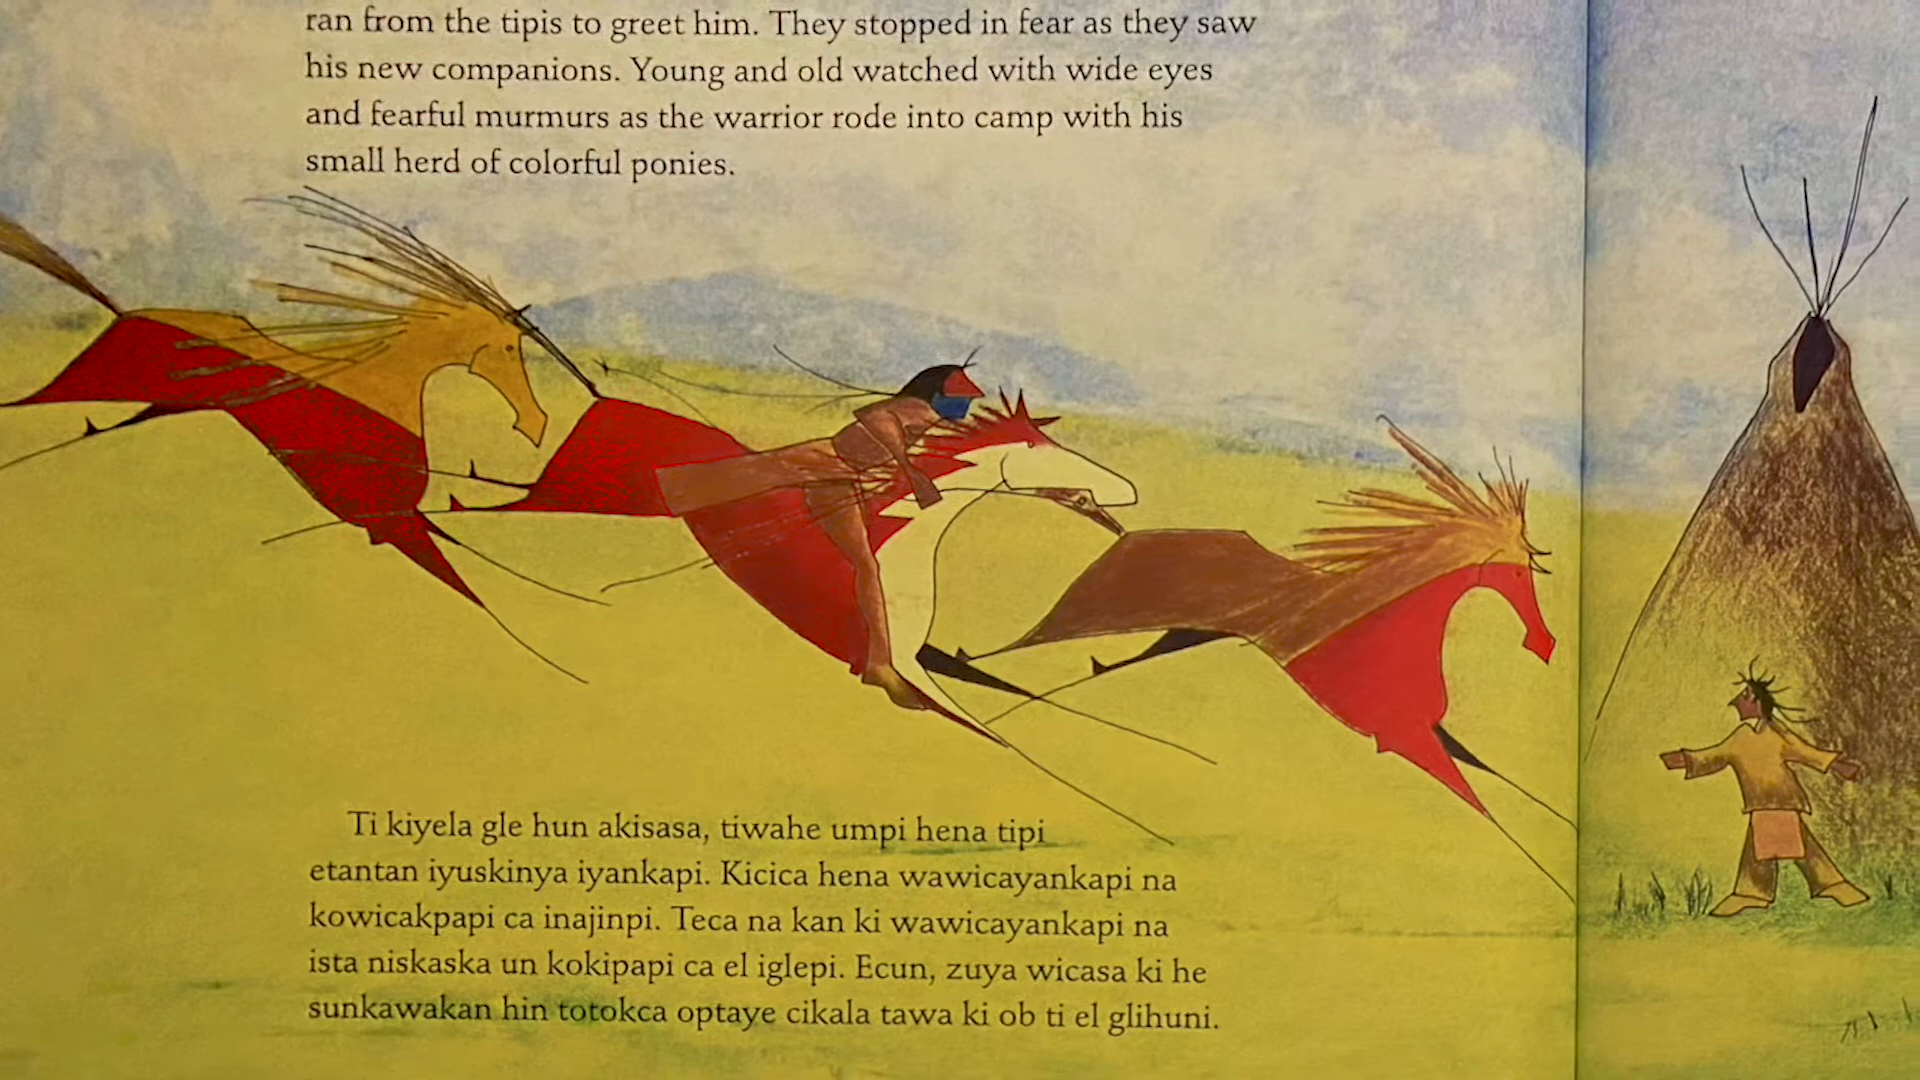 ran from the tipis to greet him. They stopped in fear as they saw
his new companions. Young and old watched with wide eyes
and fearful murmurs as the warrior rode into camp with his
small herd of colorful ponies.
Ti kiyela gle hun akisasa, tiwahe umpi hena tipi
etantan iyuskinya iyankapi. Kicica hena wawicayankapi na
kowicakpapi ca inajinpi. Teca na kan ki wawicayankapi na
ista niskaska un kokipapi ca el iglepi. Ecun, zuya wicasa ki he
sunkawakan hin totokca optaye cikala tawa ki ob ti el glihuni.